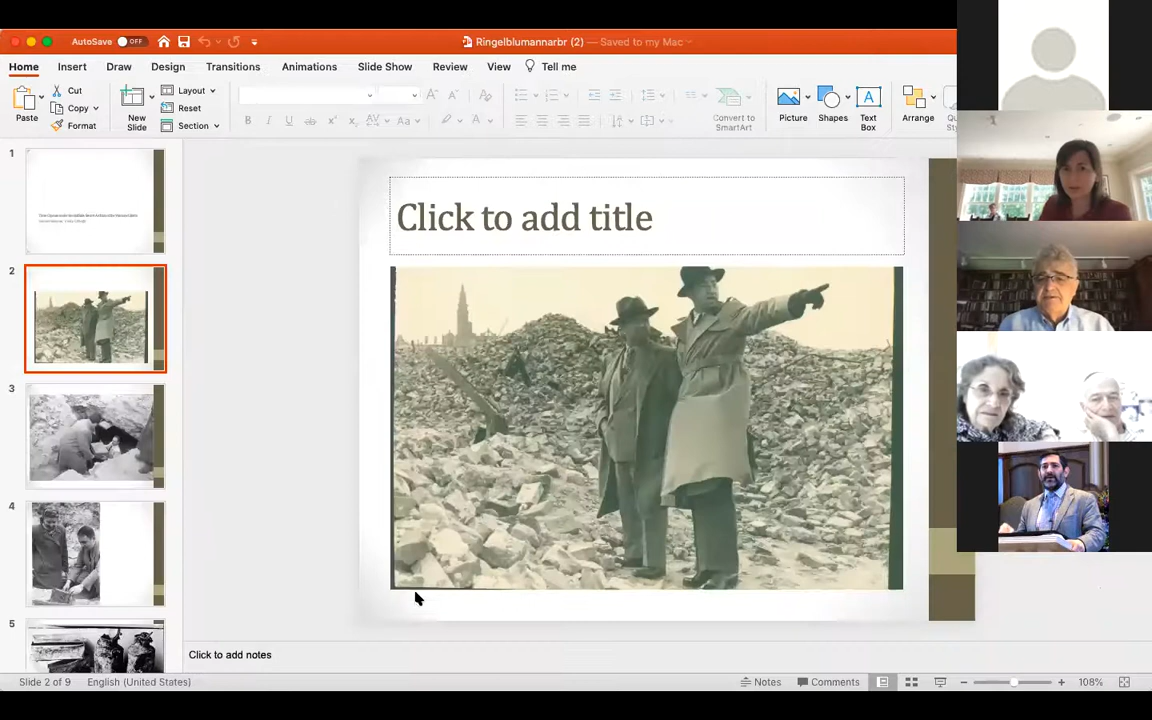 AutoSave OFF
Ringelblumannarbr (2) — Saved to my Mac
Home Insert Draw Design Transitions Animations Slide Show Review View Tell me
Paste
Cut
Copy
Format
New Slide
Layout
Reset
Section
B I U S
Convert to SmartArt
Picture
Shapes
Text Box
Arrange
1
2
3
4
5
Click to add title
Click to add notes
Slide 2 of 9
English (United States)
Notes
Comments
108%